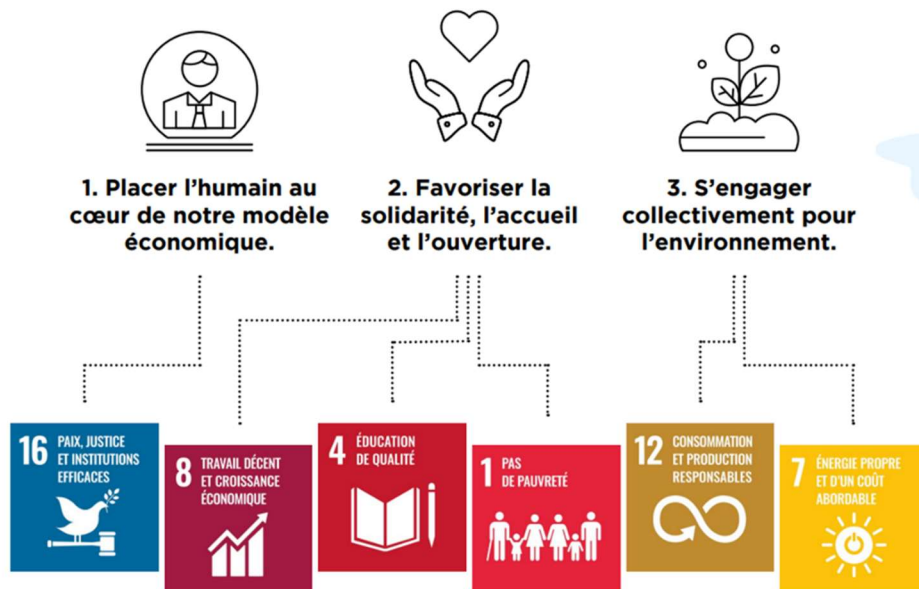 1. Placer l'humain au
cœur de notre modèle
économique.
2. Favoriser la
solidarité, l'accueil
et l'ouverture.
3. S'engager
collectivement pour
l'environnement.
16 PAIX, JUSTICE
ET INSTITUTIONS
EFFICACES
8 TRAVAIL DÉCENT
ET CROISSANCE
ÉCONOMIQUE
4 ÉDUCATION
DE QUALITÉ
1 PAS
DE PAUVRETÉ
12 CONSOMMATION
ET PRODUCTION
RESPONSABLES
7 ÉNERGIE PROPRE
ET D'UN COÛT
ABORDABLE